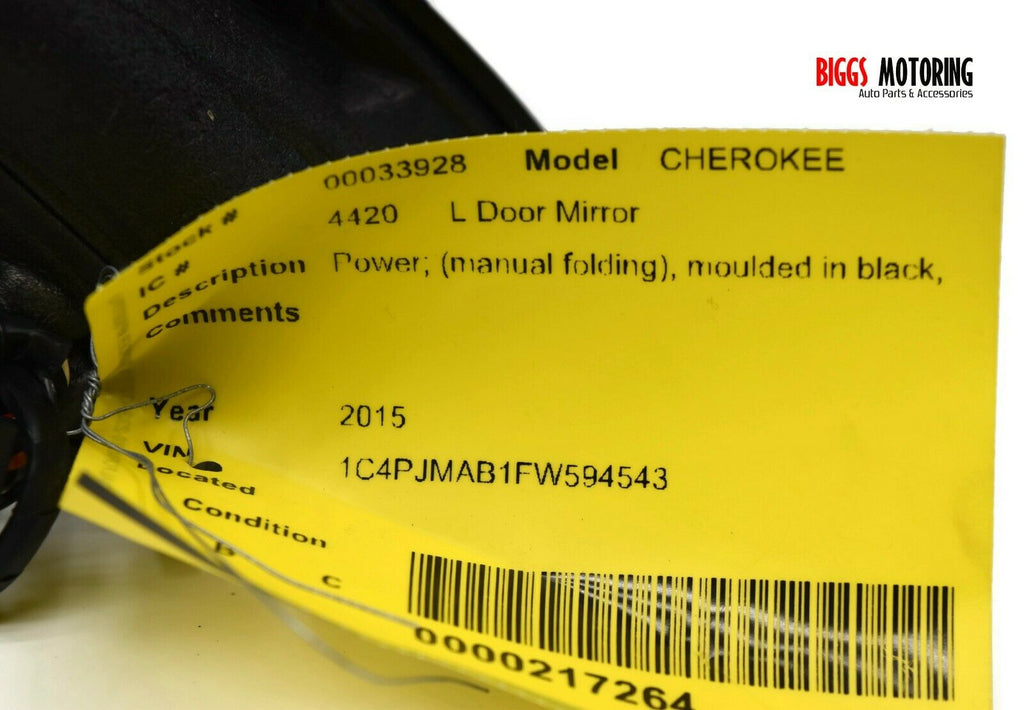 BIGGS MOTORING
Auto Parts & Accessories
Stock # 00033928 Model CHEROKEE
IC # 4420 L Door Mirror
Description Power; (manual folding), moulded in black,
Comments
Year 2015
VIN 1C4PJMAB1FW594543
Located
Condition
B C
0000217264